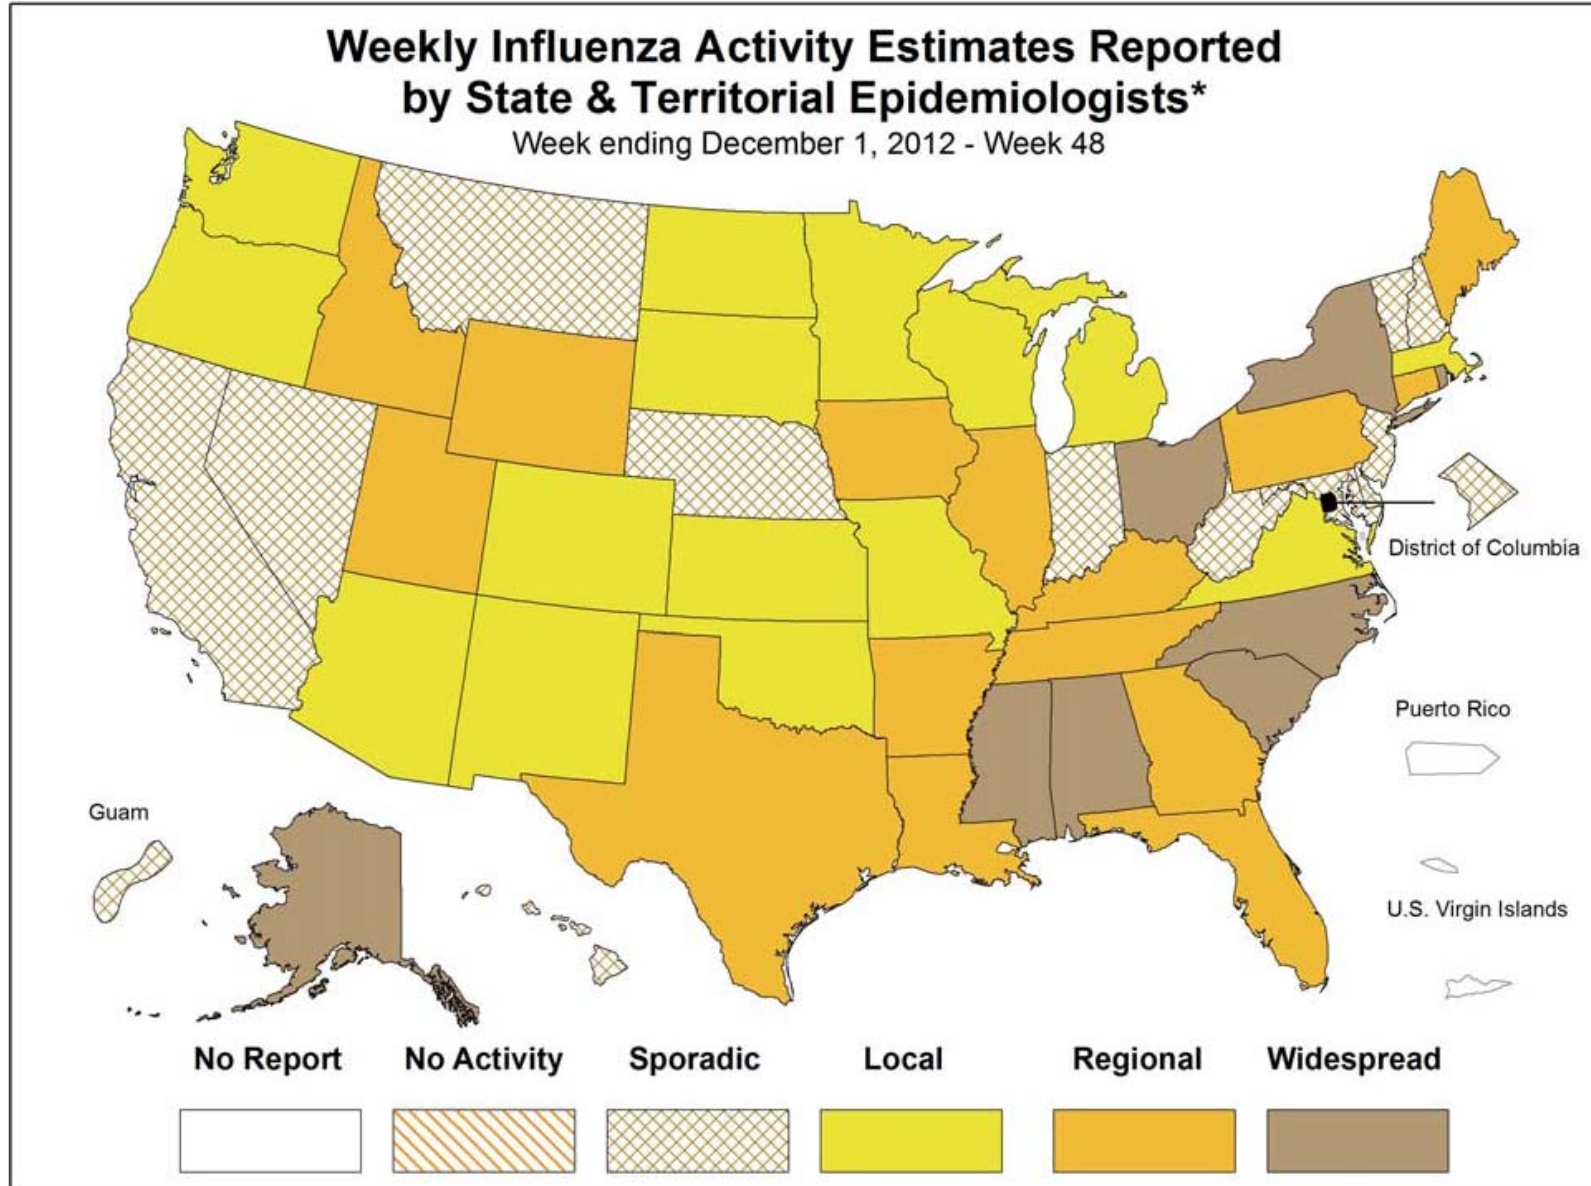 Weekly Influenza Activity Estimates Reported
by State & Territorial Epidemiologists*
Week ending December 1, 2012 - Week 48
District of Columbia
Puerto Rico
Guam
U.S. Virgin Islands
No Report
No Activity
Sporadic
Local
Regional
Widespread